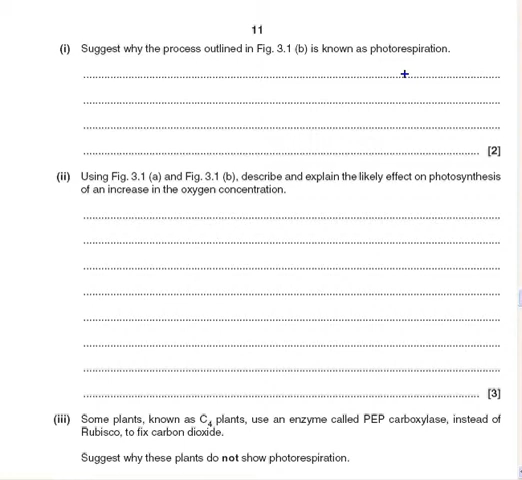 11
(i) Suggest why the process outlined in Fig. 3.1 (b) is known as photorespiration.
[2]
(ii) Using Fig. 3.1 (a) and Fig. 3.1 (b), describe and explain the likely effect on photosynthesis
of an increase in the oxygen concentration.
[3]
(iii) Some plants, known as C4 plants, use an enzyme called PEP carboxylase, instead of
Rubisco, to fix carbon dioxide.
Suggest why these plants do not show photorespiration.